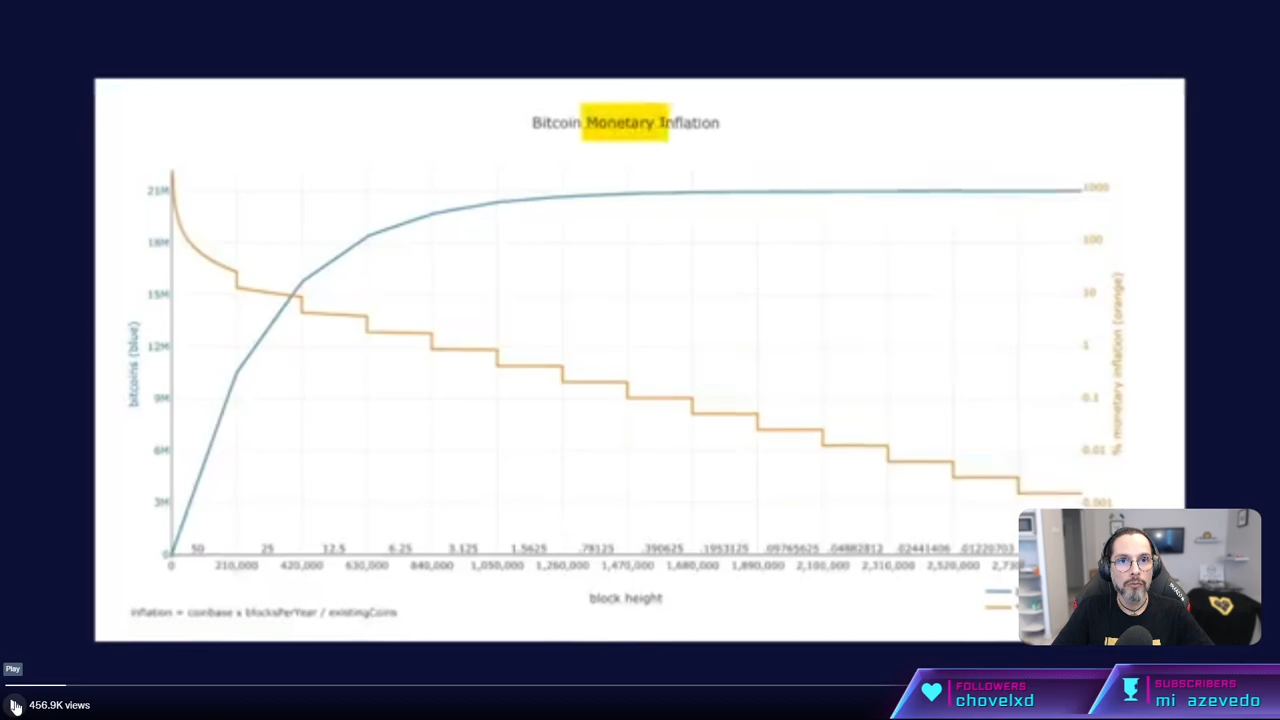 Bitcoin Monetary Inflation
21M
18M
15M
12M
9M
6M
3M
0
bitcoins (blue)
1000
100
10
1
0.1
0.01
0.001
% monetary inflation (orange)
50 25 12.5 6.25 3.125 1.5625 .78125 .390625 .1953125 .09765625 .04882812 .02441406 .01220703
0 210,000 420,000 630,000 840,000 1,050,000 1,260,000 1,470,000 1,680,000 1,890,000 2,100,000 2,310,000 2,520,000 2,730
block height
inflation = coinbase x blocksPerYear / existingCoins
Play
456.9K views
FOLLOWERS
chovelxd
SUBSCRIBERS
mi_azevedo